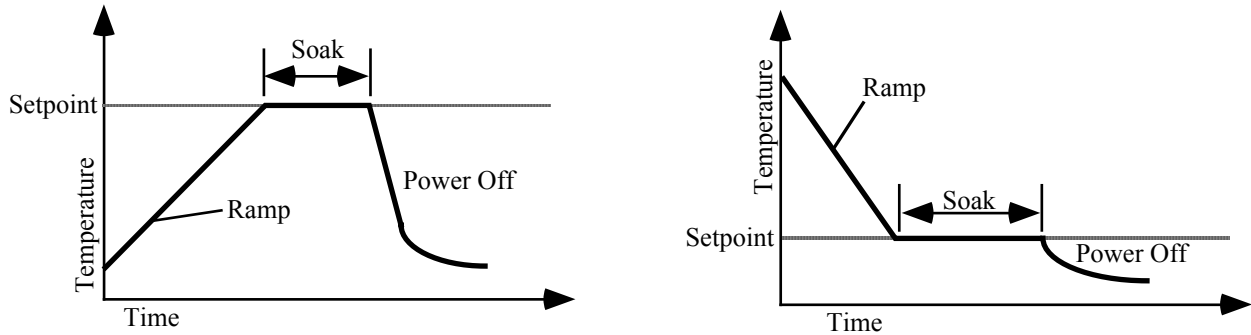 Soak
Setpoint
Temperature
Ramp
Power Off
Time
Temperature
Ramp
Soak
Setpoint
Power Off
Time